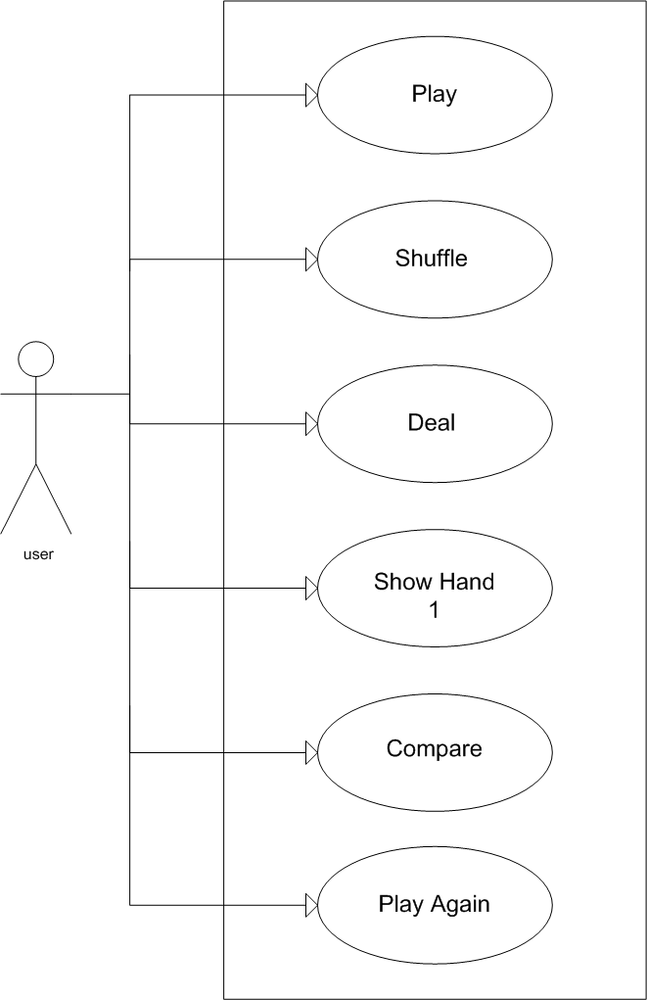 Play
Shuffle
Deal
user
Show Hand
1
Compare
Play Again